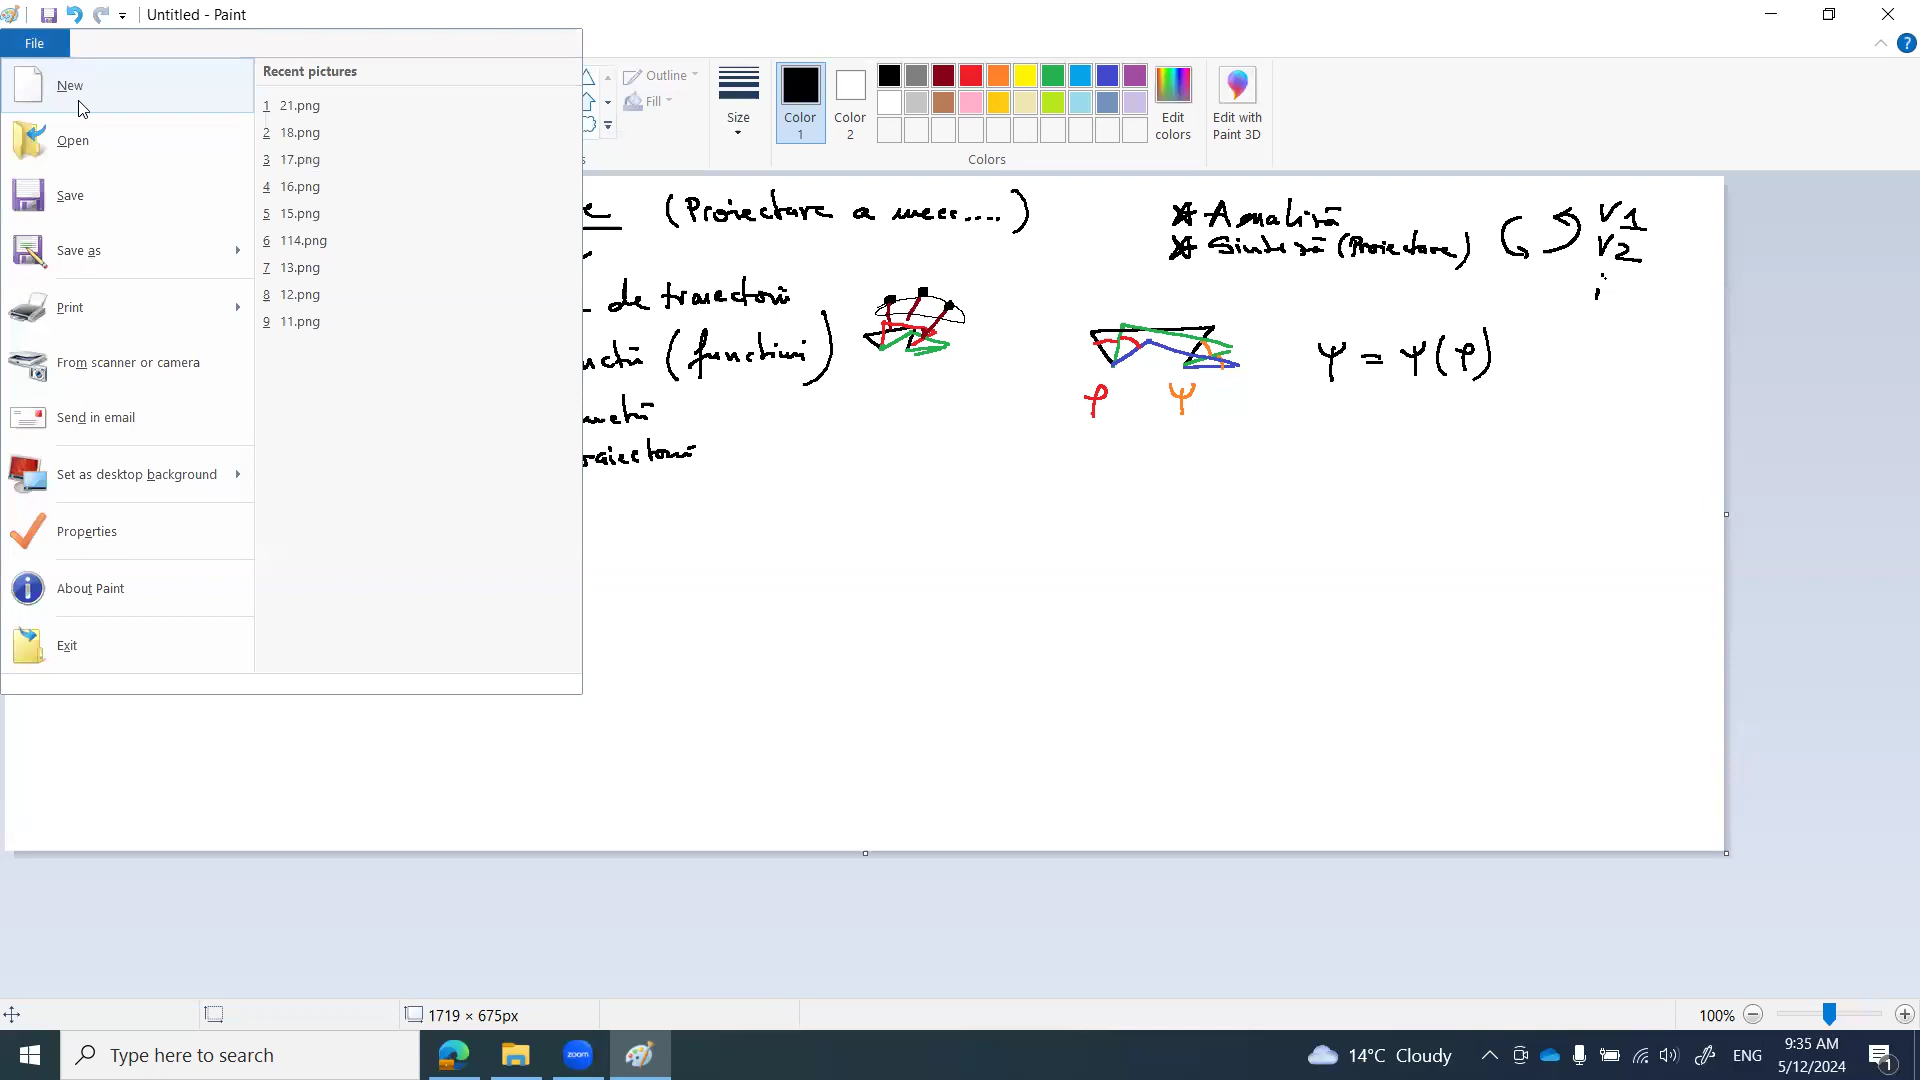 Untitled - Paint
File
New
Open
Save
Save as
Print
From scanner or camera
Send in email
Set as desktop background
Properties
About Paint
Exit
Recent pictures
1 21.png
2 18.png
3 17.png
4 16.png
5 15.png
6 114.png
7 13.png
8 12.png
9 11.png
Outline
Fill
Size
Color 1
Color 2
Edit colors
Edit with Paint 3D
Colors
(Proiectare a mec....)
* Analiză
* Sinteză (Proiectare)
V1
V2
de traiectorii
(functiuni)
φ
ψ
ψ = ψ(φ)
1719 × 675px
100%
Type here to search
zoom
14°C Cloudy
ENG
9:35 AM
5/12/2024
1